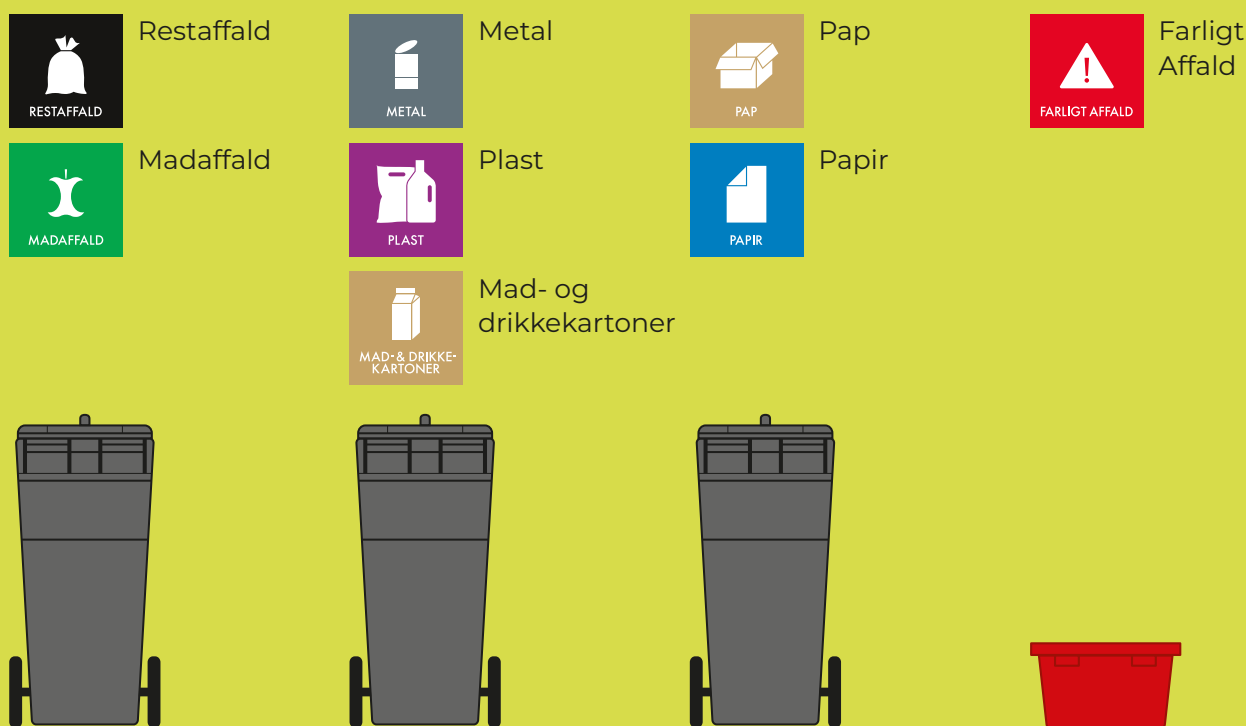 Restaffald
RESTAFFALD
Madaffald
MADAFFALD
Metal
METAL
Plast
PLAST
Mad- og
drikkekartoner
MAD-& DRIKKE-
KARTONER
Pap
PAP
Papir
PAPIR
Farligt
Affald
FARLIGT AFFALD